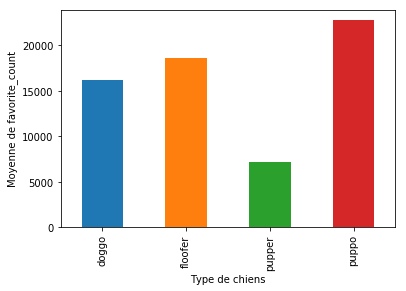 20000
15000
10000
5000
0
Moyenne de favorite_count
doggo
floofer
pupper
puppo
Type de chiens